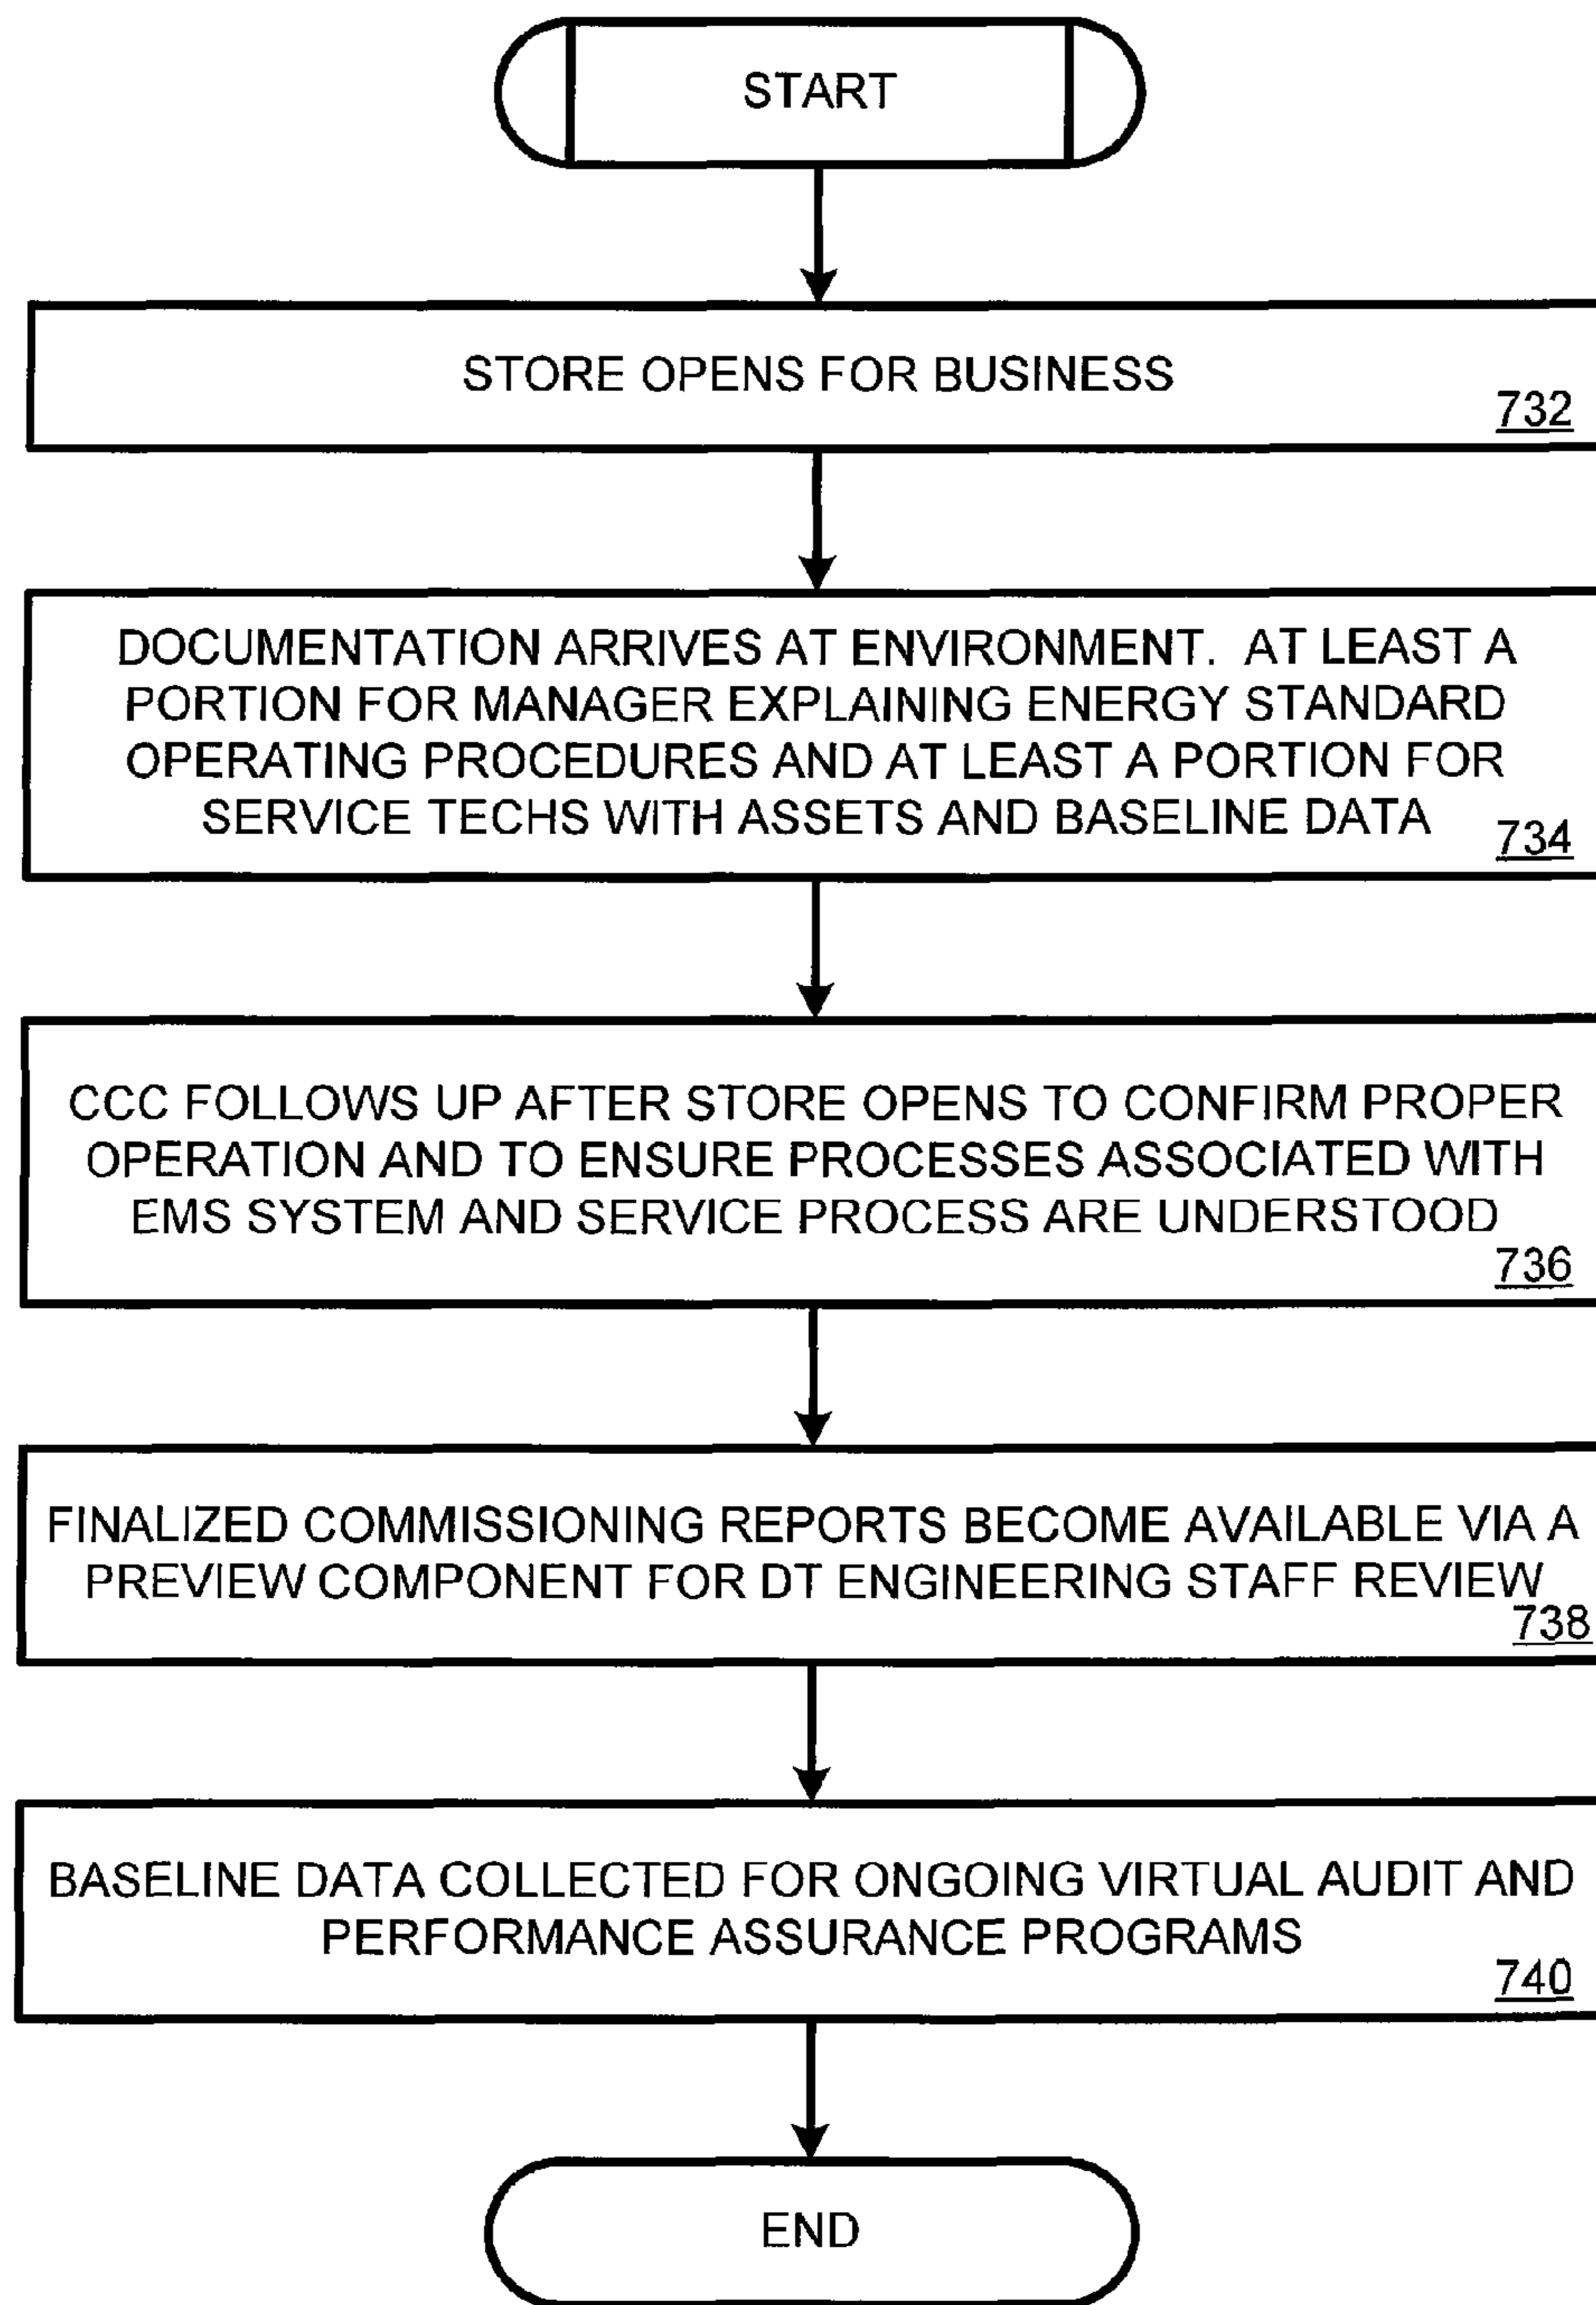 START
STORE OPENS FOR BUSINESS
732
DOCUMENTATION ARRIVES AT ENVIRONMENT. AT LEAST A
PORTION FOR MANAGER EXPLAINING ENERGY STANDARD
OPERATING PROCEDURES AND AT LEAST A PORTION FOR
SERVICE TECHS WITH ASSETS AND BASELINE DATA
734
CCC FOLLOWS UP AFTER STORE OPENS TO CONFIRM PROPER
OPERATION AND TO ENSURE PROCESSES ASSOCIATED WITH
EMS SYSTEM AND SERVICE PROCESS ARE UNDERSTOOD
736
FINALIZED COMMISSIONING REPORTS BECOME AVAILABLE VIA A
PREVIEW COMPONENT FOR DT ENGINEERING STAFF REVIEW
738
BASELINE DATA COLLECTED FOR ONGOING VIRTUAL AUDIT AND
PERFORMANCE ASSURANCE PROGRAMS
740
END